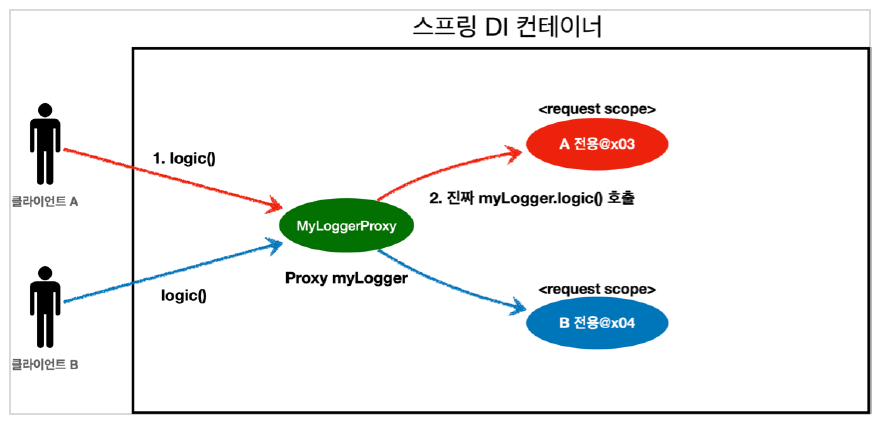 스프링 DI 컨테이너
<request scope>
A 전용@x03
1. logic()
클라이언트 A
2. 진짜 myLogger.logic() 호출
MyLoggerProxy
Proxy myLogger
logic()
<request scope>
B 전용@x04
클라이언트 B